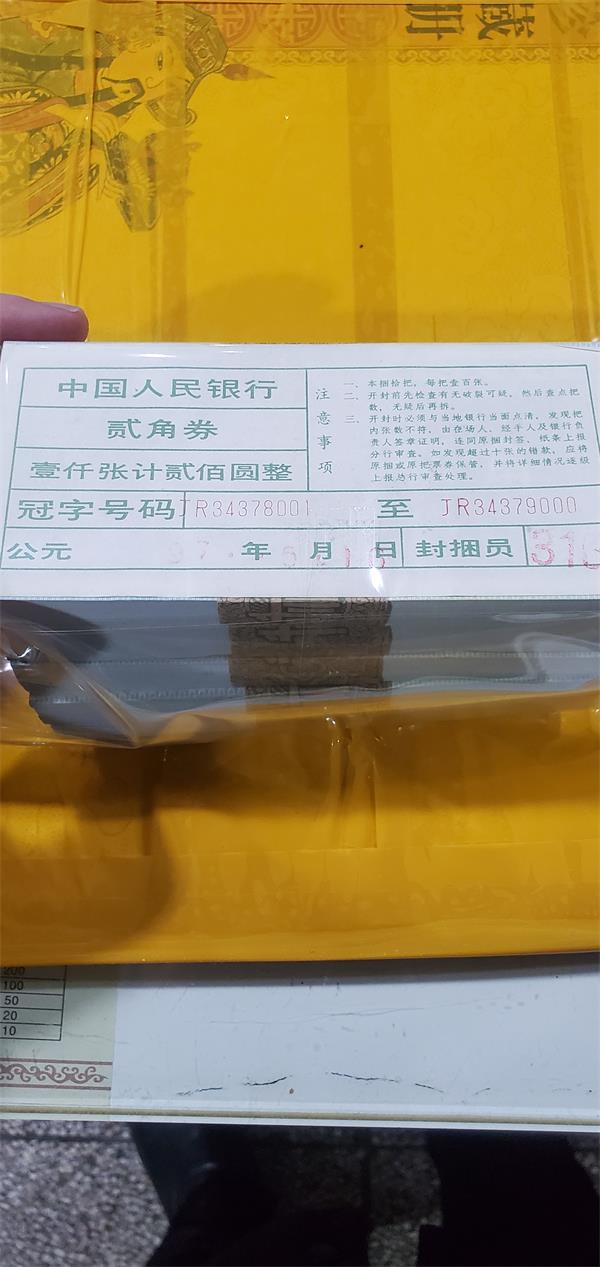 藏册
中国人民银行
贰角券
壹仟张计贰佰圆整
冠字号码 JR34378001 至 JR34379000
公元 97 年 5 月 16 日 封捆员 316
注意事项
一、本捆恰把,每把壹百张。
二、开封前先检查有无破裂可疑,然后查点把
数,无疑后再拆。
三、开封时必须与当地银行当面点清,发现把
内张数不符,由在场人、经手人及银行负
责人签章证明,连同原捆封签、纸条上报
分行审查。如发现超过十张的错款,应将
原捆或原把票券保管,并将详细情况逐级
上报总行审查处理。
200
100
50
20
10